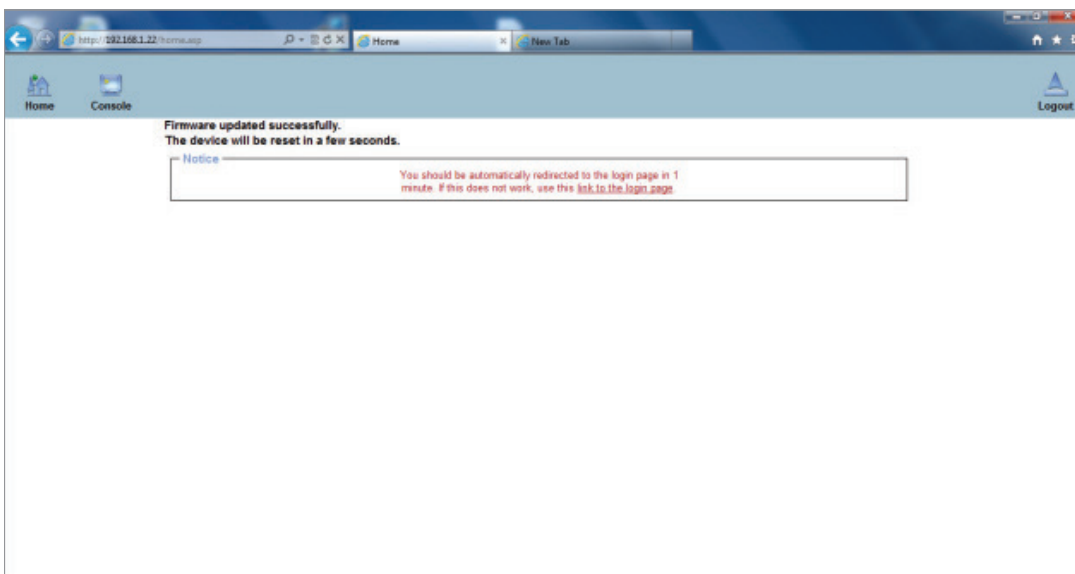 http://192.168.1.22/home.asp
Home
New Tab
Home
Console
Logout
Firmware updated successfully.
The device will be reset in a few seconds.
Notice
You should be automatically redirected to the login page in 1
minute. If this does not work, use this link to the login page.